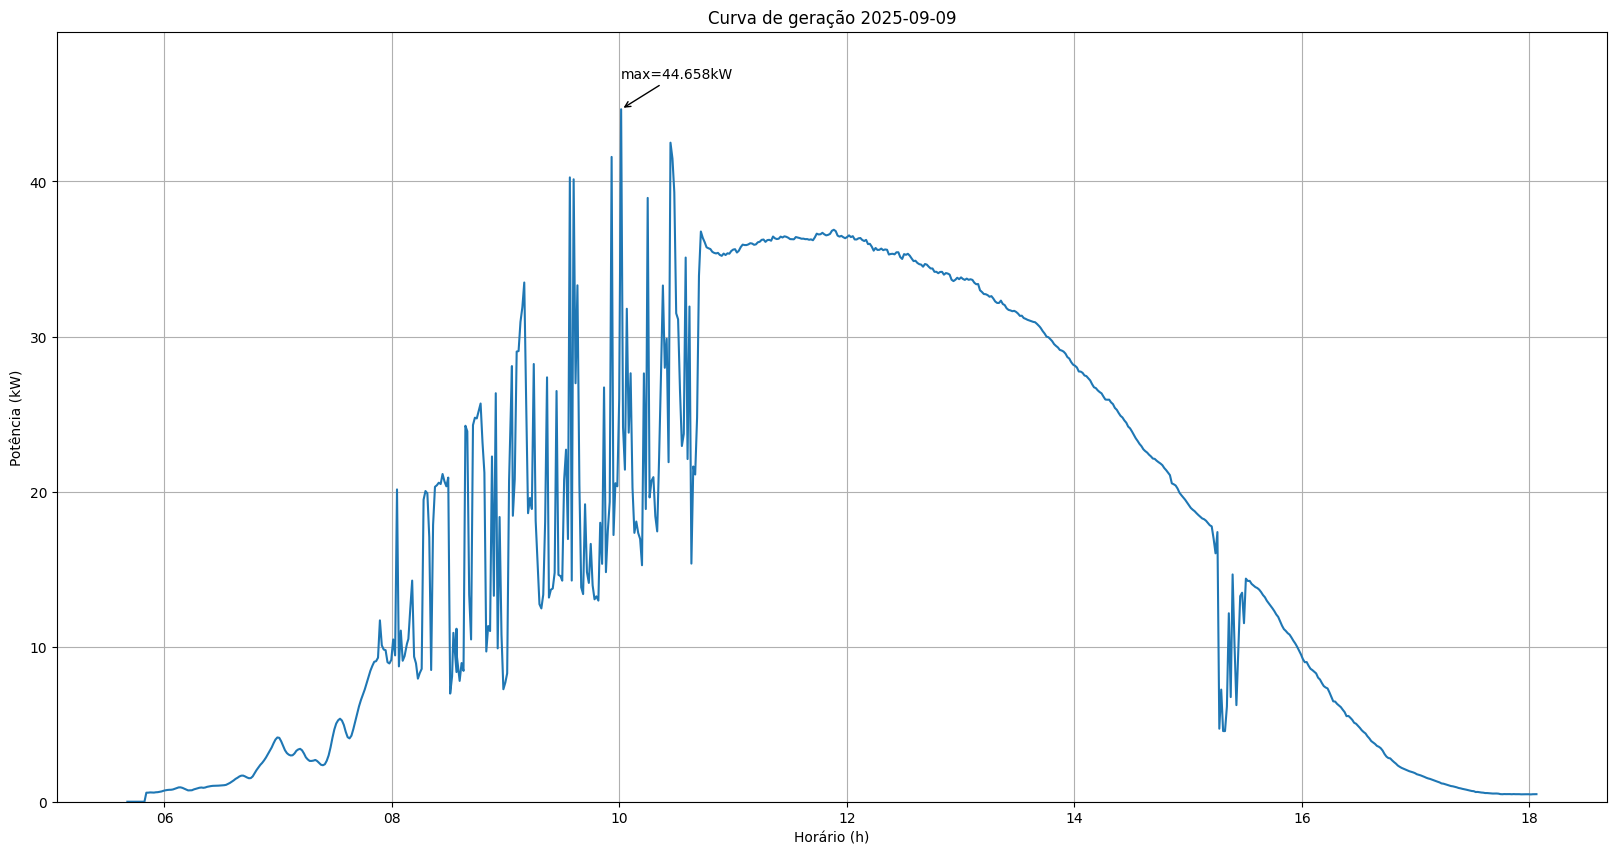 Curva de geração 2025-09-09
max=44.658kW
40
30
20
10
0
Potência (kW)
06 08 10 12 14 16 18
Horário (h)